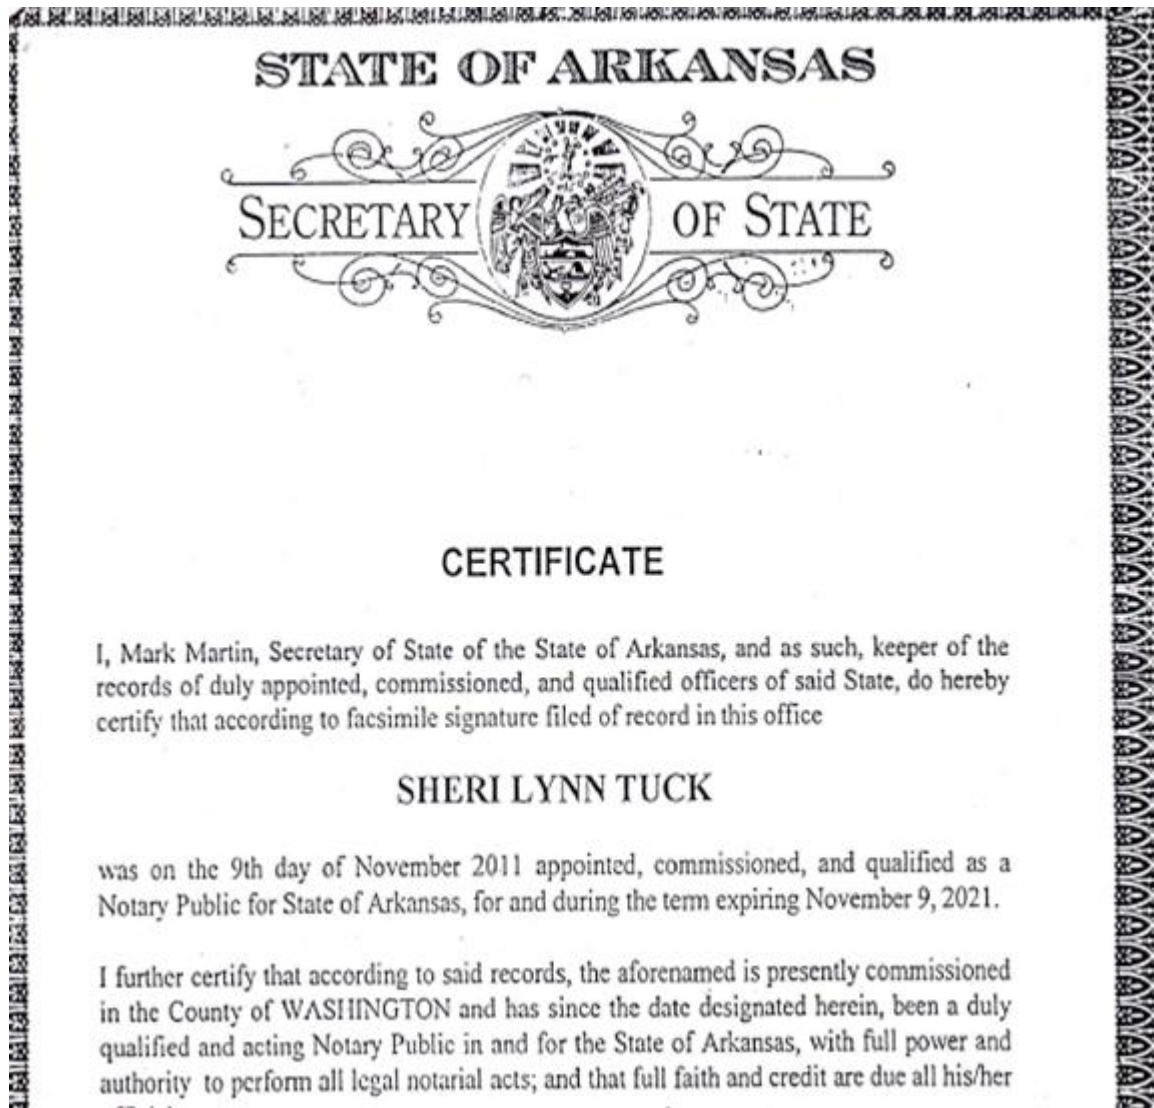 STATE OF ARKANSAS
SECRETARY OF STATE
CERTIFICATE
I, Mark Martin, Secretary of State of the State of Arkansas, and as such, keeper of the
records of duly appointed, commissioned, and qualified officers of said State, do hereby
certify that according to facsimile signature filed of record in this office
SHERI LYNN TUCK
was on the 9th day of November 2011 appointed, commissioned, and qualified as a
Notary Public for State of Arkansas, for and during the term expiring November 9, 2021.
I further certify that according to said records, the aforenamed is presently commissioned
in the County of WASHINGTON and has since the date designated herein, been a duly
qualified and acting Notary Public in and for the State of Arkansas, with full power and
authority to perform all legal notarial acts; and that full faith and credit are due all his/her